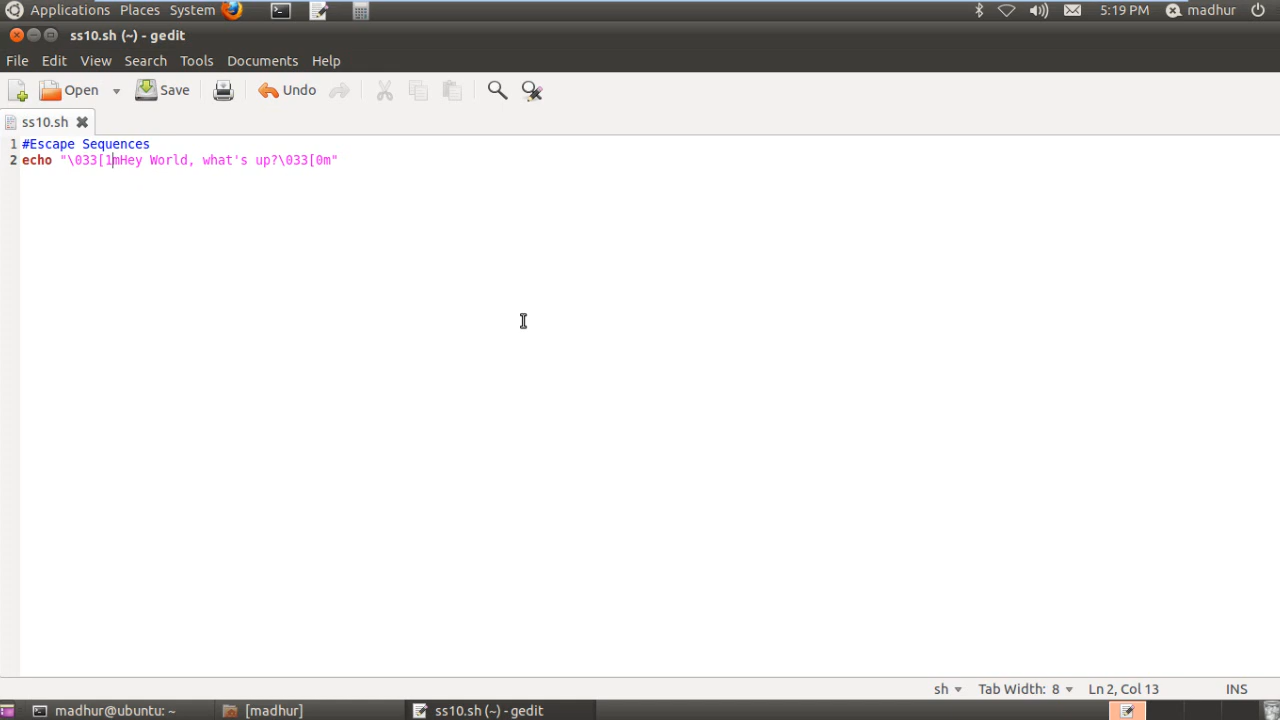 Applications Places System 5:19 PM madhur
ss10.sh (~) - gedit
File Edit View Search Tools Documents Help
Open Save Undo
ss10.sh
1 #Escape Sequences
2 echo "\033[1mHey World, what's up?\033[0m"
sh Tab Width: 8 Ln 2, Col 13 INS
madhur@ubuntu: ~ [madhur] ss10.sh (~) - gedit